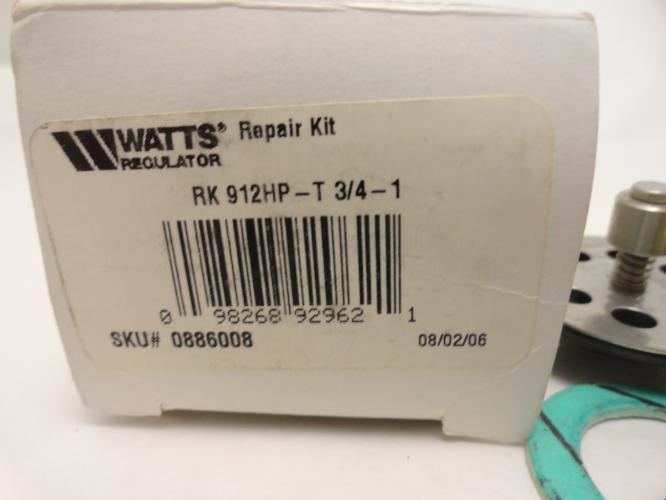 WATTS® Repair Kit
REGULATOR
RK 912HP-T 3/4-1
0 98268 92962 1
SKU# 0886008 08/02/06